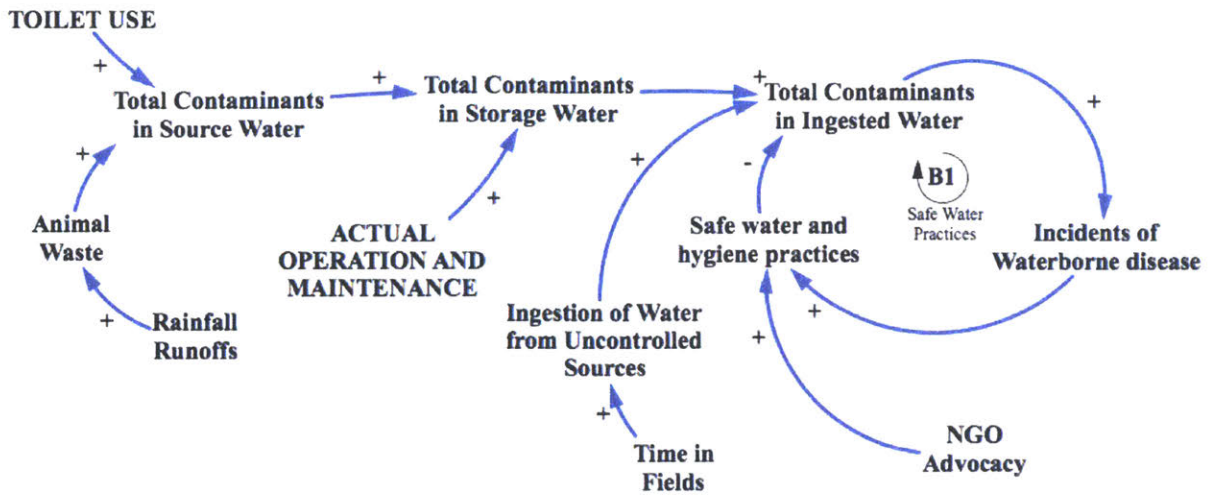 TOILET USE
+
Total Contaminants
in Source Water
+
Total Contaminants
in Storage Water
+
Total Contaminants
in Ingested Water
+
+
Animal
Waste
+
Rainfall
Runoffs
ACTUAL
OPERATION AND
MAINTENANCE
+
+
Ingestion of Water
from Uncontrolled
Sources
+
Time in
Fields
-
Safe water and
hygiene practices
B1
Safe Water
Practices
Incidents of
Waterborne disease
+
+
NGO
Advocacy